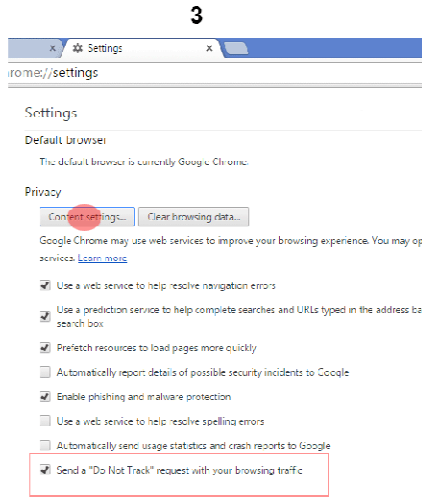 3
Settings
rome://settings
Settings
Default browser
The default browser is currently Google Chrome.
Privacy
Content settings... Clear browsing data...
Google Chrome may use web services to improve your browsing experience. You may op
services. Learn more
Use a web service to help resolve navigation errors
Use a prediction service to help complete searches and URLs typed in the address ba
search box
Prefetch resources to load pages more quickly
Automatically report details of possible security incidents to Google
Enable phishing and malware protection
Use a web service to help resolve spelling errors
Automatically send usage statistics and crash reports to Google
Send a "Do Not Track" request with your browsing traffic